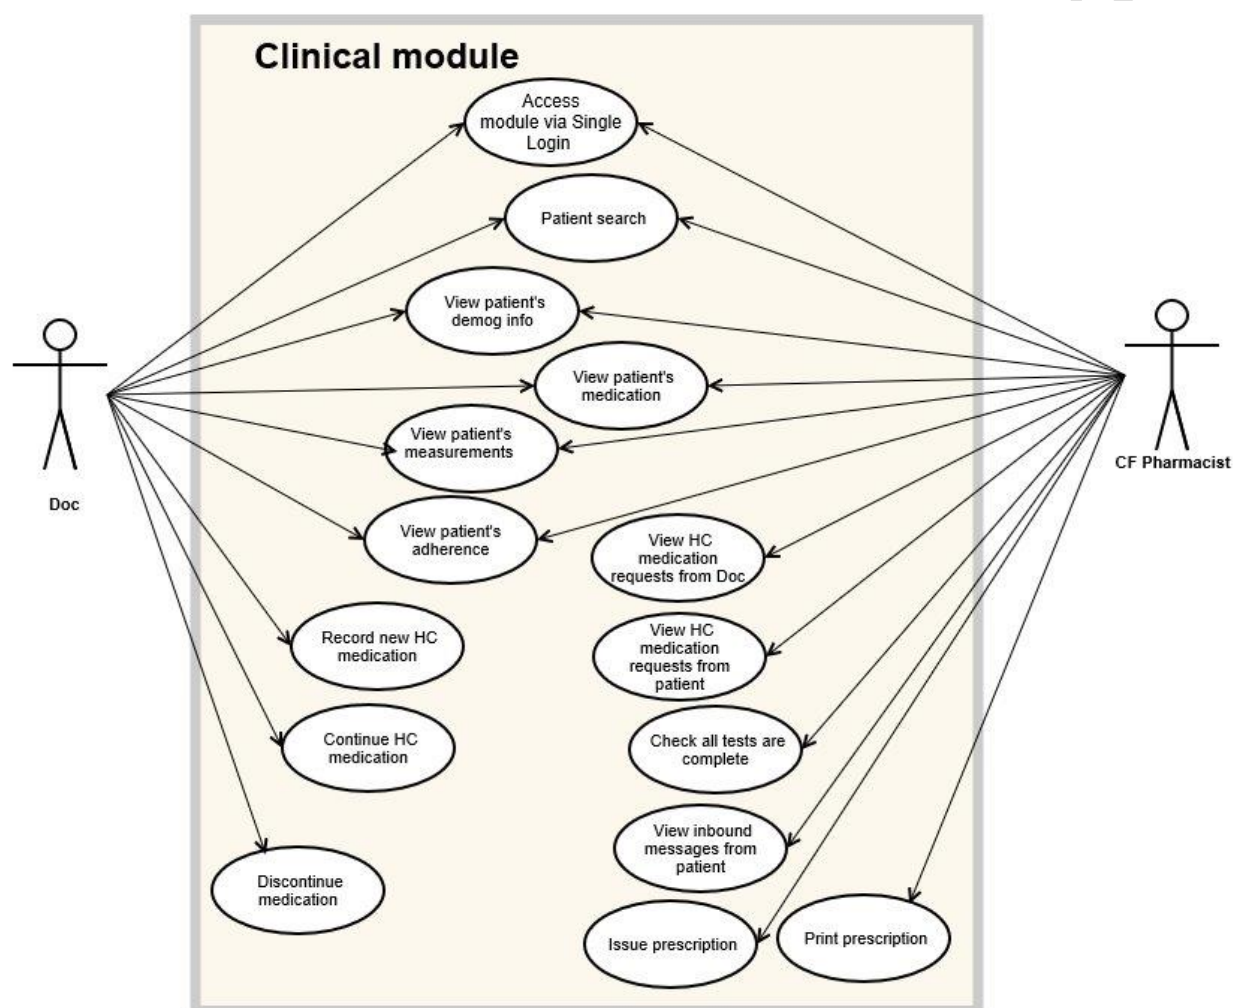 Clinical module
Access
module via Single
Login
Patient search
View patient's
demog info
View patient's
medication
View patient's
measurements
View patient's
adherence
Doc
CF Pharmacist
View HC
medication
requests from Doc
Record new HC
medication
View HC
medication
requests from
patient
Continue HC
medication
Check all tests are
complete
View inbound
messages from
patient
Discontinue
medication
Issue prescription
Print prescription